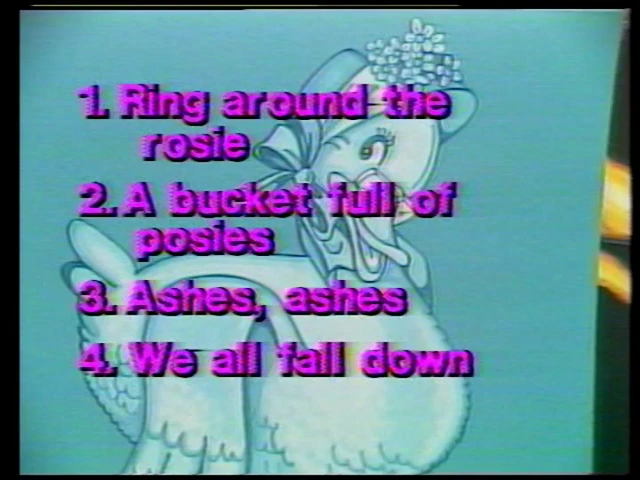 1. Ring around the
rosie
2. A bucket full of
posies
3. Ashes, ashes
4. We all fall down